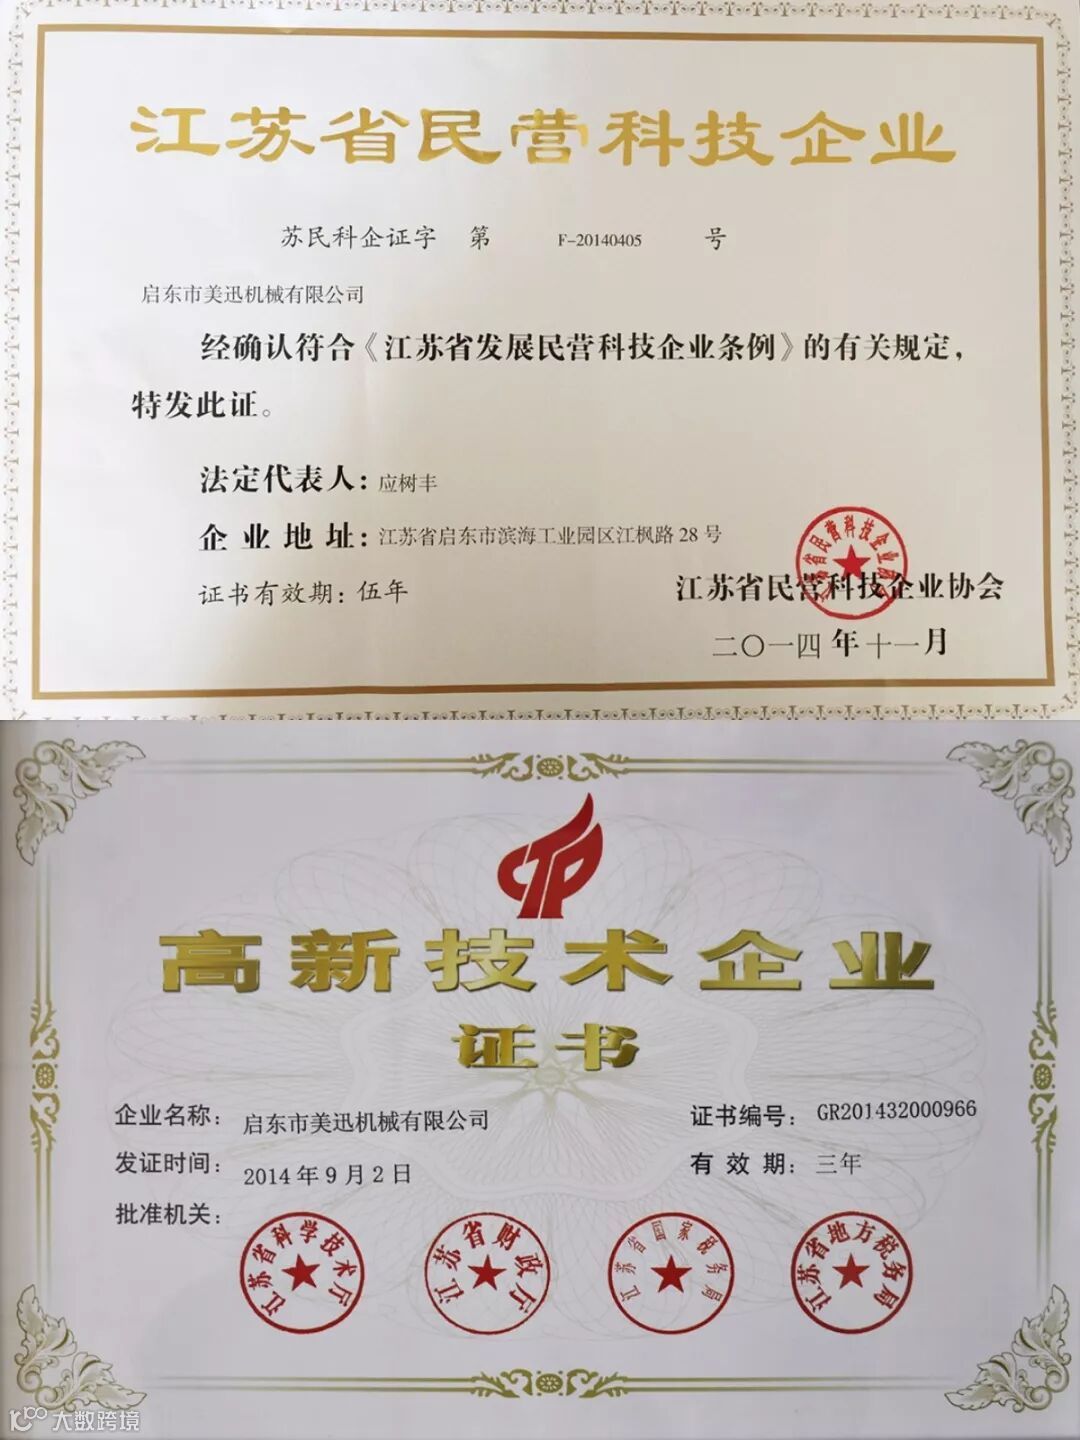 江苏省民营科技企业
苏民科企证字 第 F-20140405 号
启东市美迅机械有限公司
经确认符合《江苏省发展民营科技企业条例》的有关规定，
特发此证。
法定代表人：应树丰
企业地址：江苏省启东市滨海工业园区江枫路 28 号
证书有效期：伍年
江苏省民营科技企业协会
二〇一四年十一月
CTP
高新技术企业
证书
企业名称：启东市美迅机械有限公司
证书编号：GR201432000966
发证时间：2014年9月2日
有效期：三年
批准机关：
江苏省科学技术厅
江苏省财政厅
江苏省国家税务局
江苏省地方税务局
大数跨境